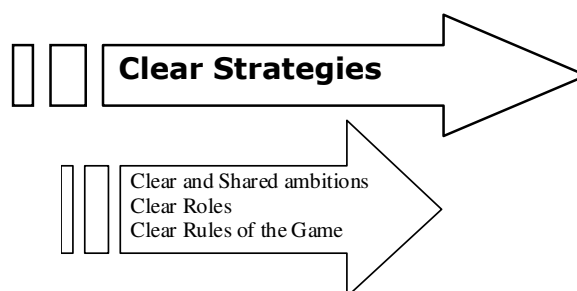 Clear Strategies
Clear and Shared ambitions
Clear Roles
Clear Rules of the Game